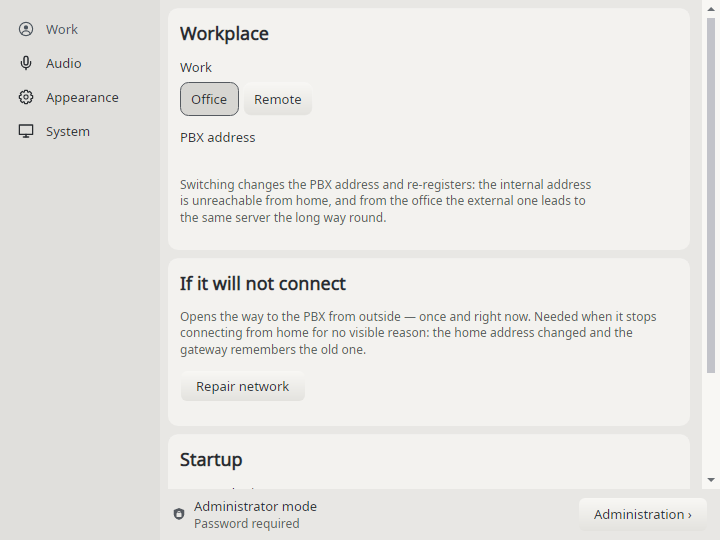 Work
Audio
Appearance
System
Workplace
Work
Office
Remote
PBX address
Switching changes the PBX address and re-registers: the internal address
is unreachable from home, and from the office the external one leads to
the same server the long way round.
If it will not connect
Opens the way to the PBX from outside — once and right now. Needed when it stops
connecting from home for no visible reason: the home address changed and the
gateway remembers the old one.
Repair network
Startup
Administrator mode
Password required
Administration ›